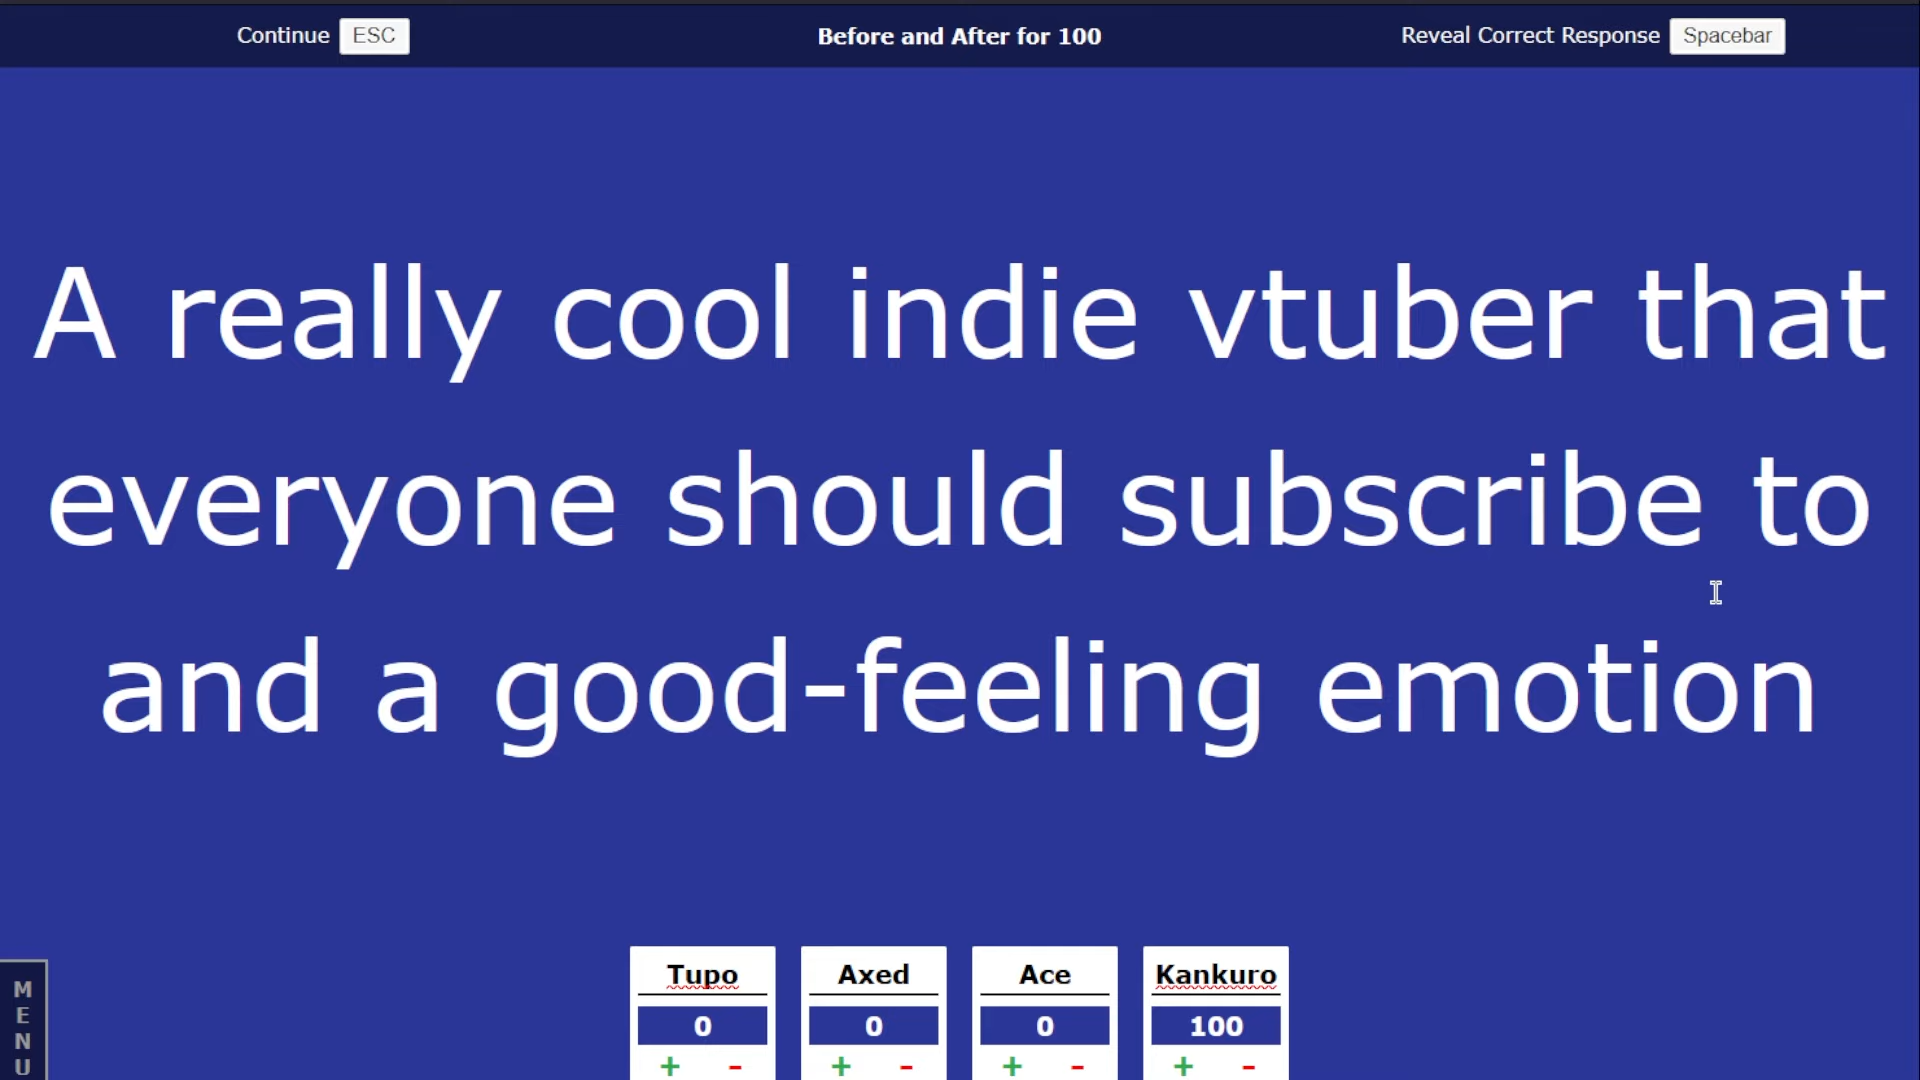 Continue ESC Before and After for 100 Reveal Correct Response Spacebar
A really cool indie vtuber that
everyone should subscribe to
and a good-feeling emotion
Tupo Axed Ace Kankuro
0 0 0 100
+ - + - + - + -
MENU